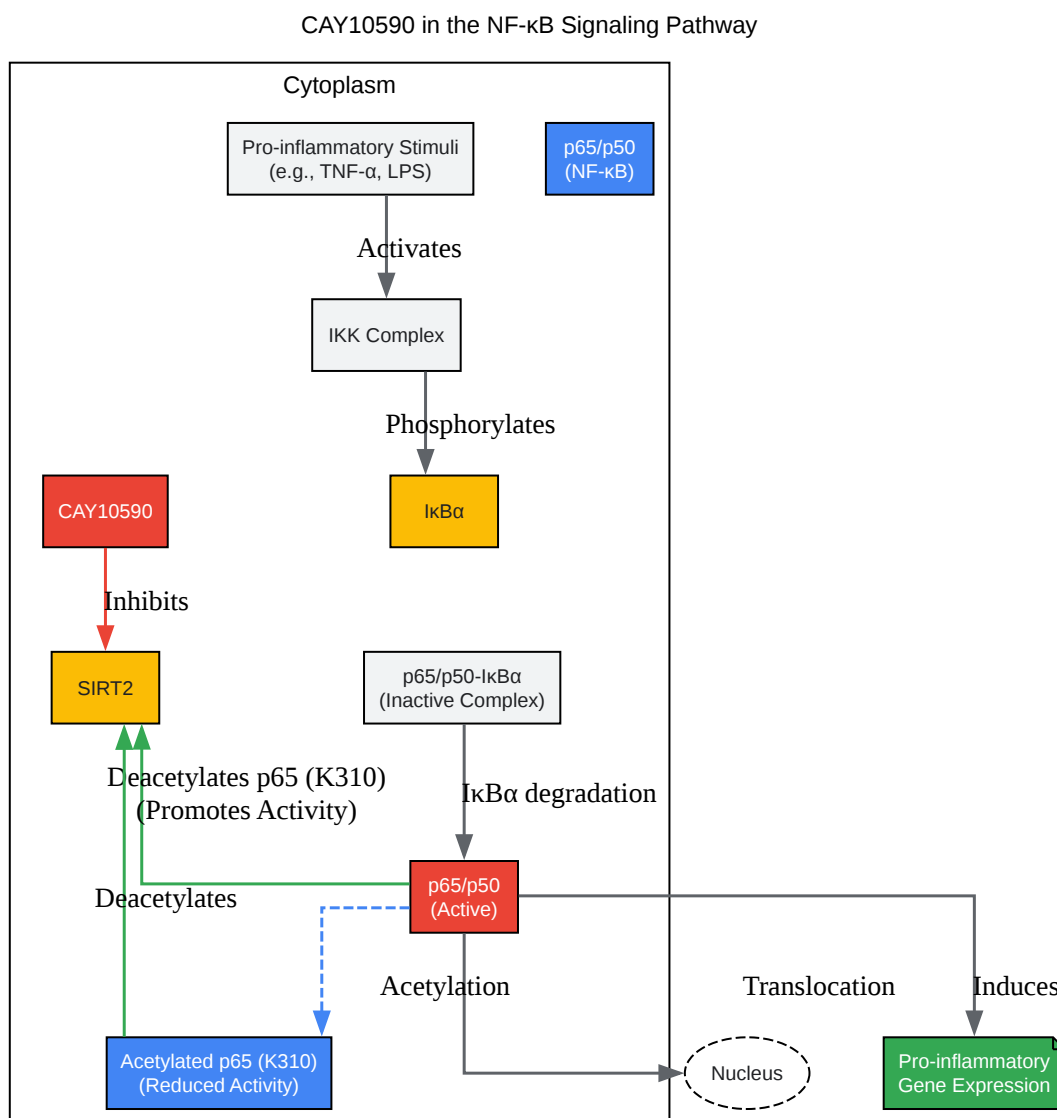 CAY10590 in the NF-κB Signaling Pathway
Cytoplasm
Pro-inflammatory Stimuli
(e.g., TNF-α, LPS)
p65/p50
(NF-κB)
Activates
IKK Complex
Phosphorylates
CAY10590
IκBα
Inhibits
SIRT2
p65/p50-IκBα
(Inactive Complex)
Deacetylates p65 (K310)
(Promotes Activity)
IκBα degradation
p65/p50
(Active)
Deacetylates
Acetylation
Translocation
Induces
Acetylated p65 (K310)
(Reduced Activity)
Nucleus
Pro-inflammatory
Gene Expression